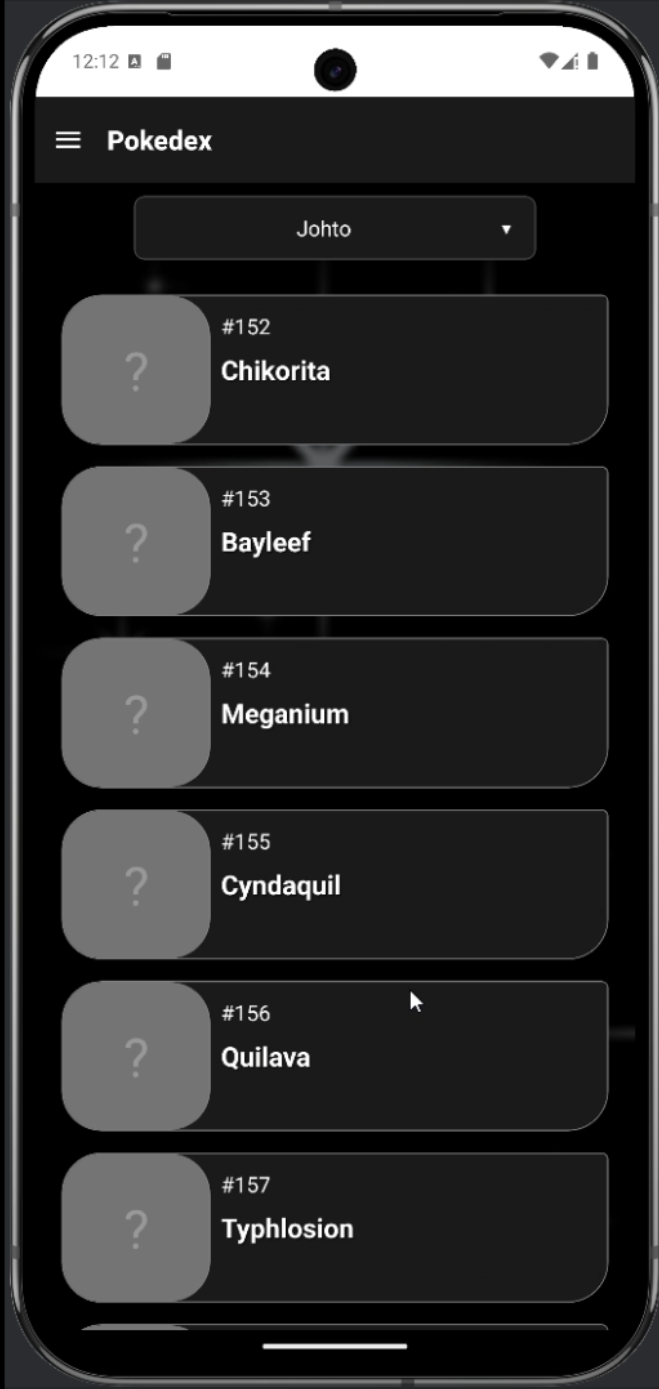 12:12
Pokedex
Johto
?
#152
Chikorita
?
#153
Bayleef
?
#154
Meganium
?
#155
Cyndaquil
?
#156
Quilava
?
#157
Typhlosion